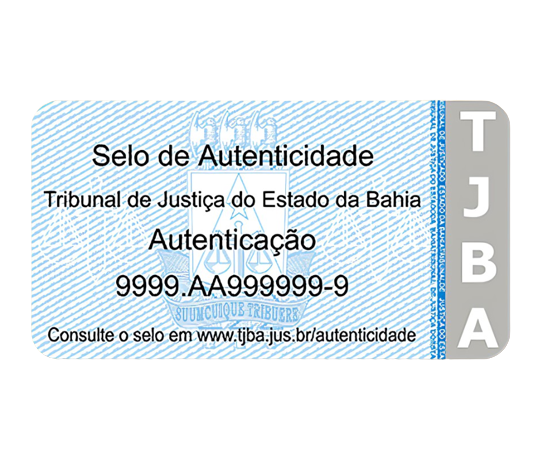 Selo de Autenticidade
Tribunal de Justiça do Estado da Bahia
Autenticação
9999.AA999999-9
SUUMCUIQUE TRIBUERE
Consulte o selo em www.tjba.jus.br/autenticidade
TJBA